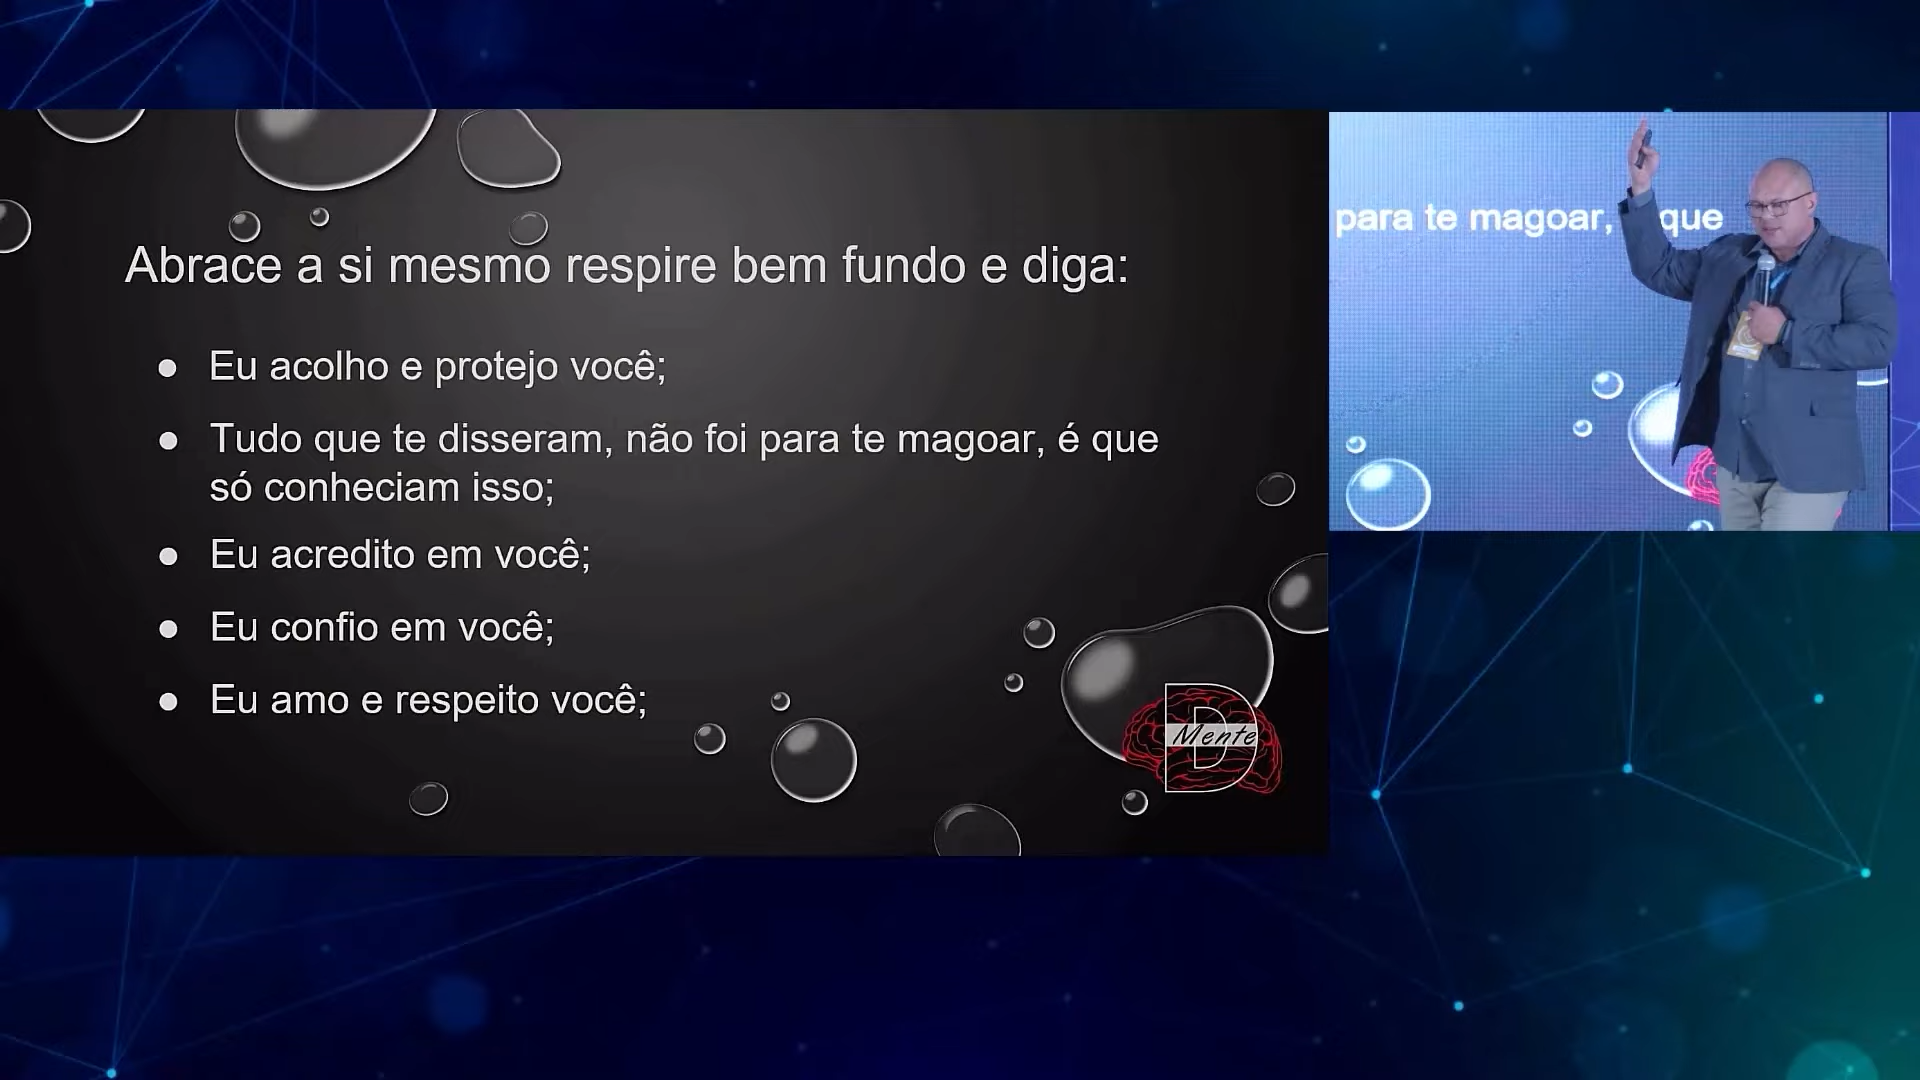 Abrace a si mesmo respire bem fundo e diga:
● Eu acolho e protejo você;
● Tudo que te disseram, não foi para te magoar, é que
só conheciam isso;
● Eu acredito em você;
● Eu confio em você;
● Eu amo e respeito você;
D
Mente
para te magoar, que